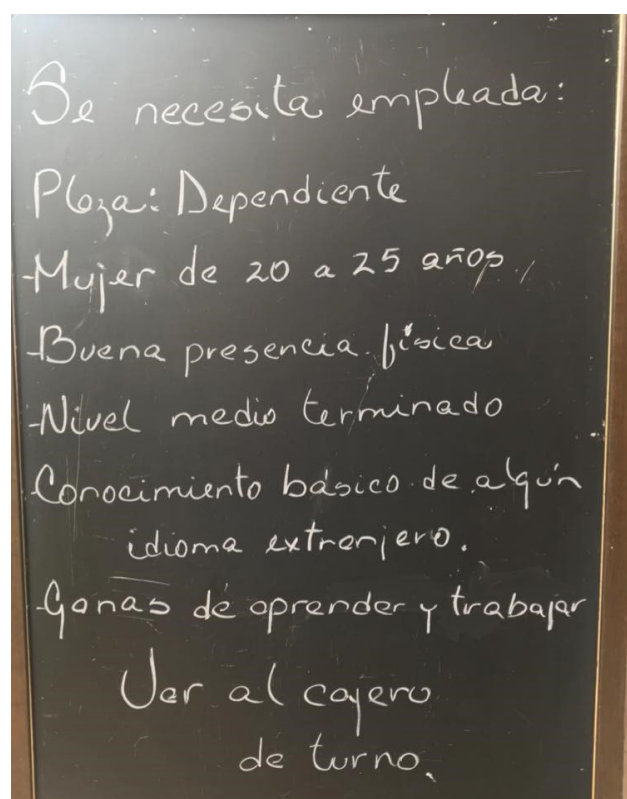 Se necesita empleada:
Plaza: Dependiente
-Mujer de 20 a 25 años
-Buena presencia física
-Nivel medio terminado
-Conocimiento básico de algún
idioma extranjero.
-Ganas de aprender y trabajar
Ver al cajero
de turno.